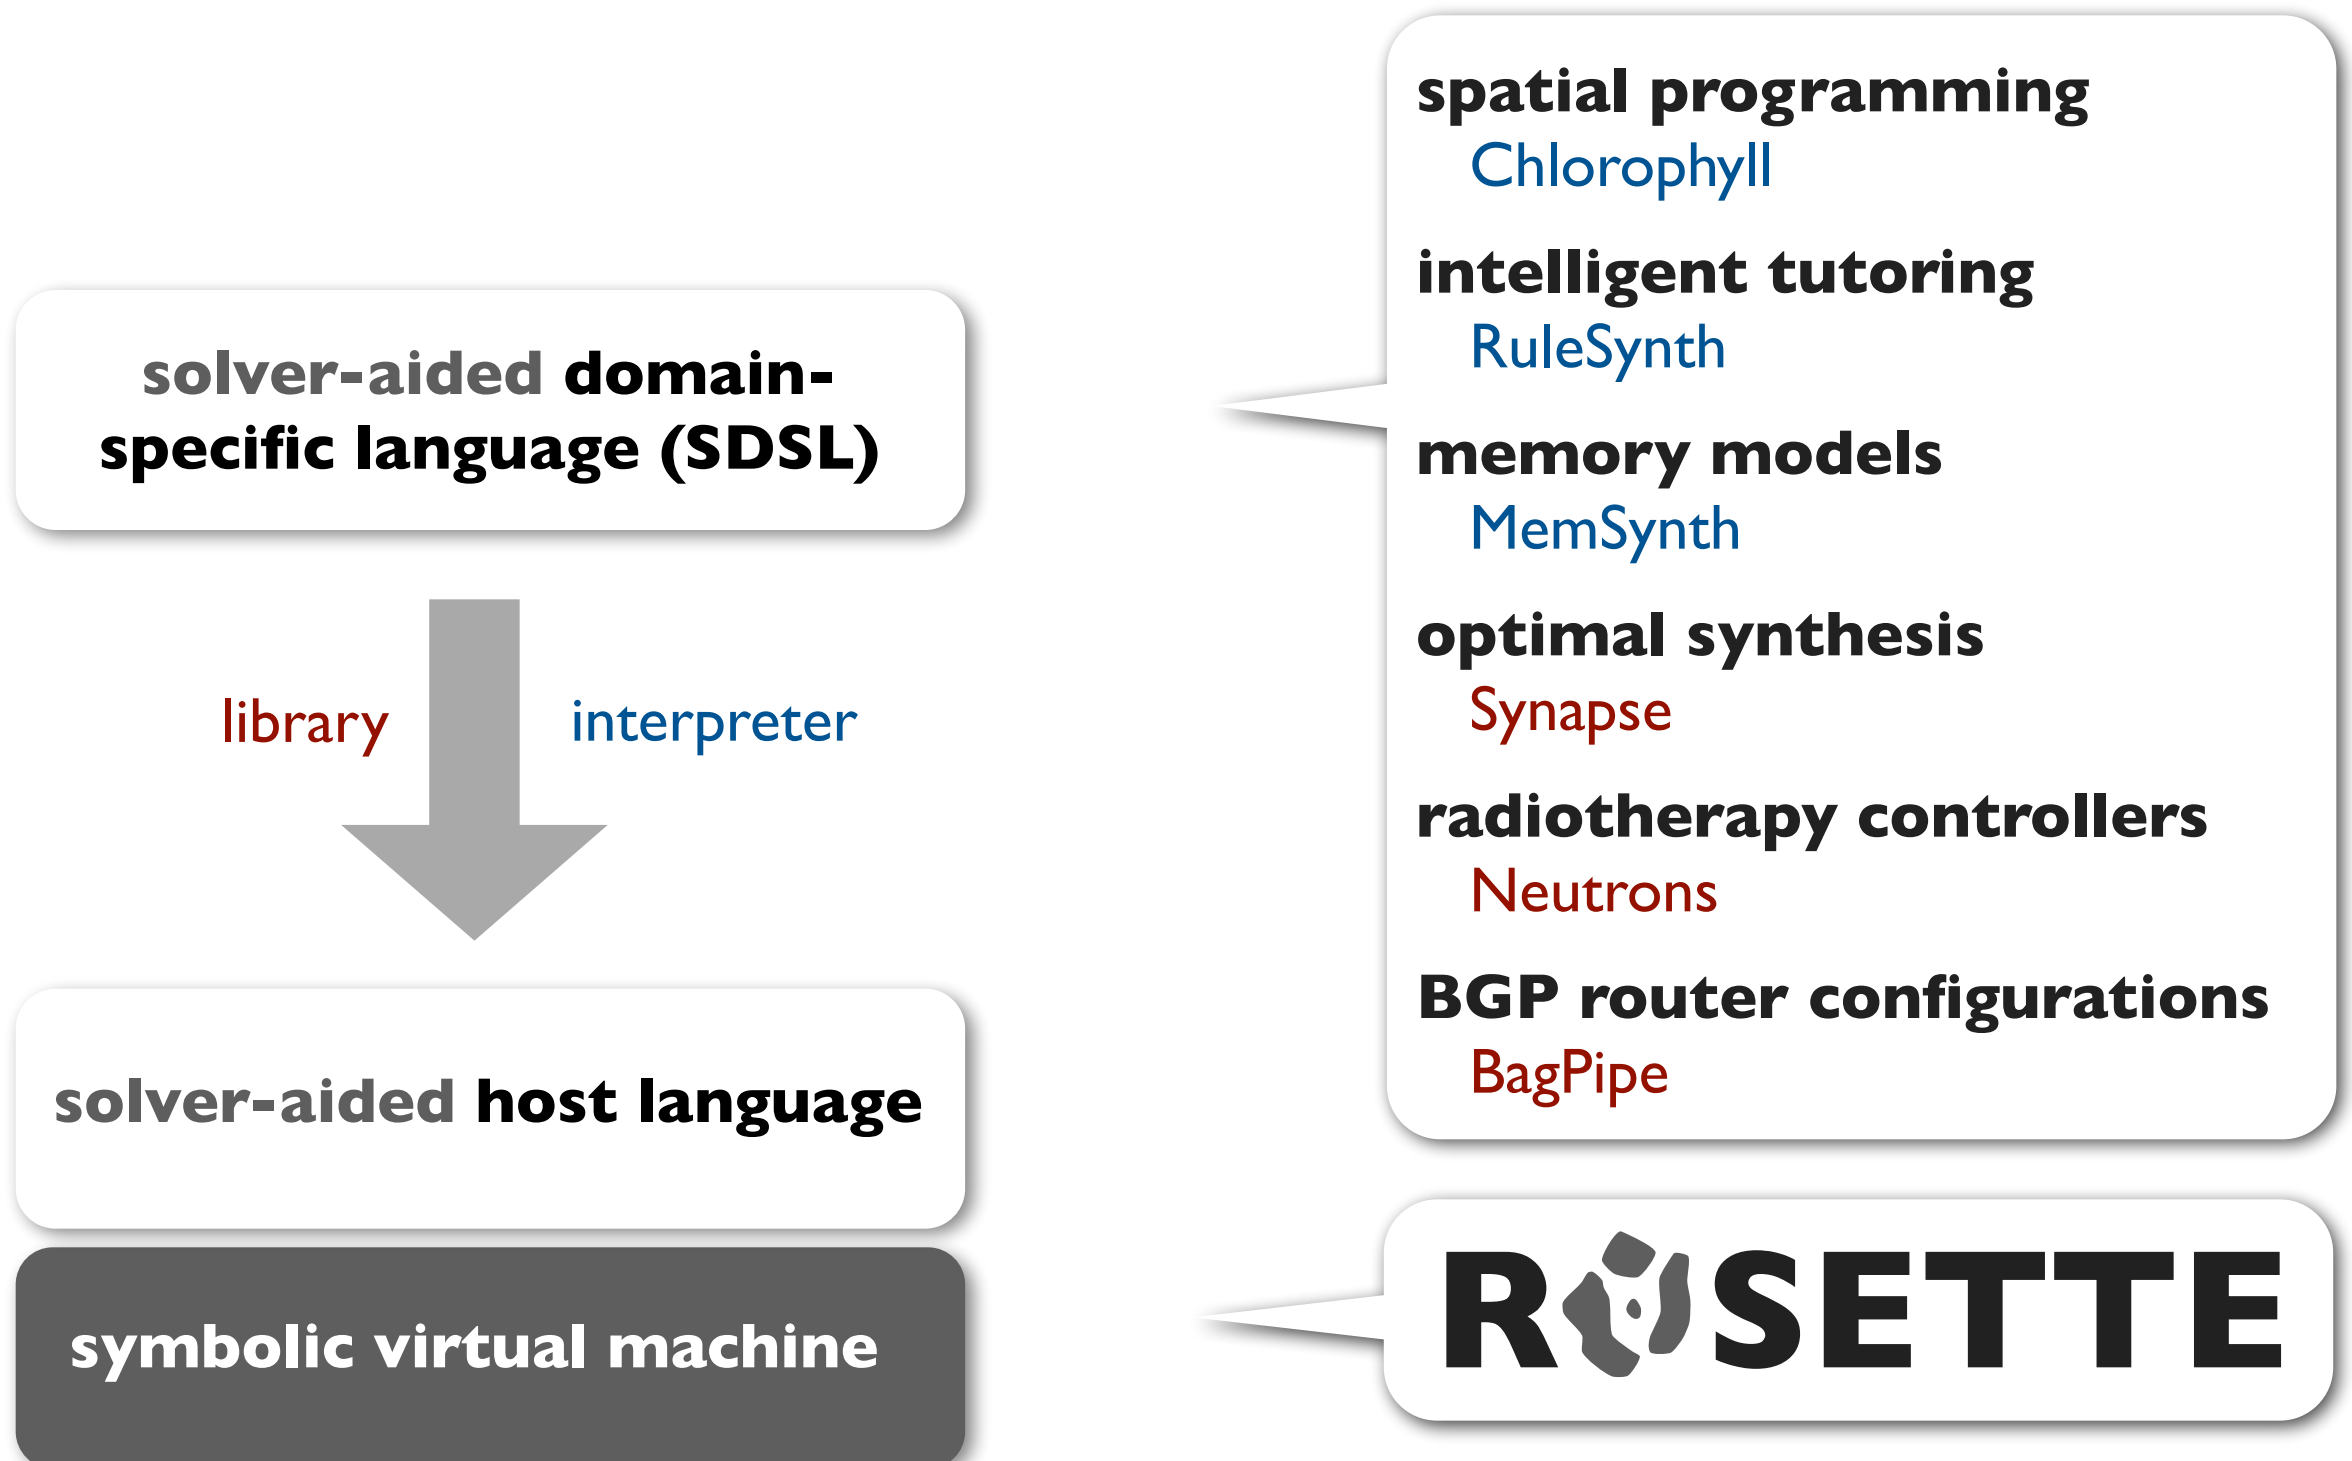 solver-aided domain-
specific language (SDSL)
library
interpreter
solver-aided host language
symbolic virtual machine
spatial programming
Chlorophyll
intelligent tutoring
RuleSynth
memory models
MemSynth
optimal synthesis
Synapse
radiotherapy controllers
Neutrons
BGP router configurations
BagPipe
ROSETTE